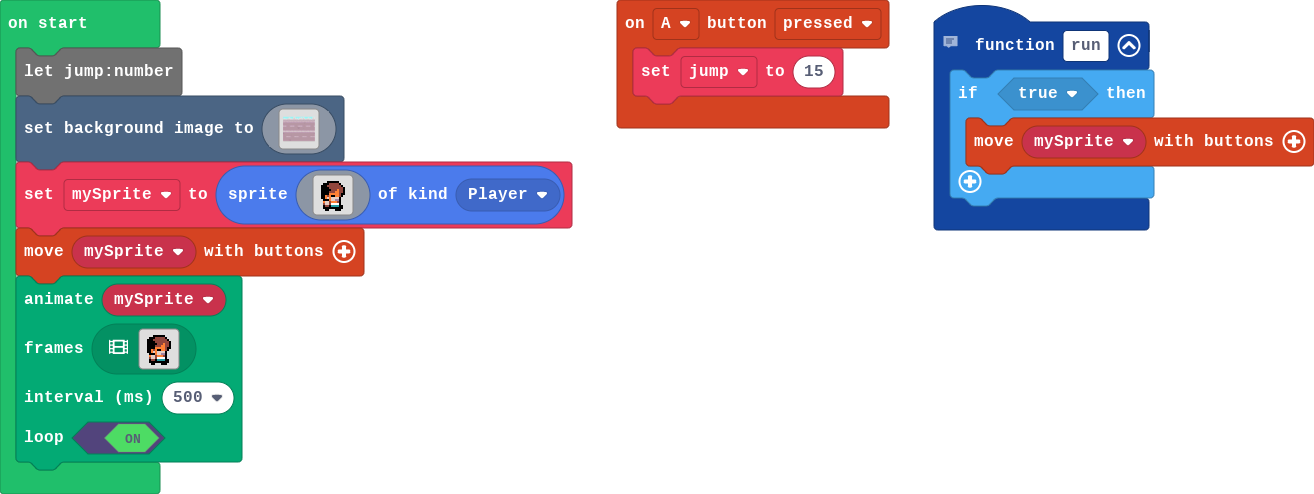 on start
let jump:number
set background image to
set mySprite to sprite of kind Player
move mySprite with buttons
animate mySprite
frames
interval (ms) 500
loop ON
on A button pressed
set jump to 15
function run
if true then
move mySprite with buttons